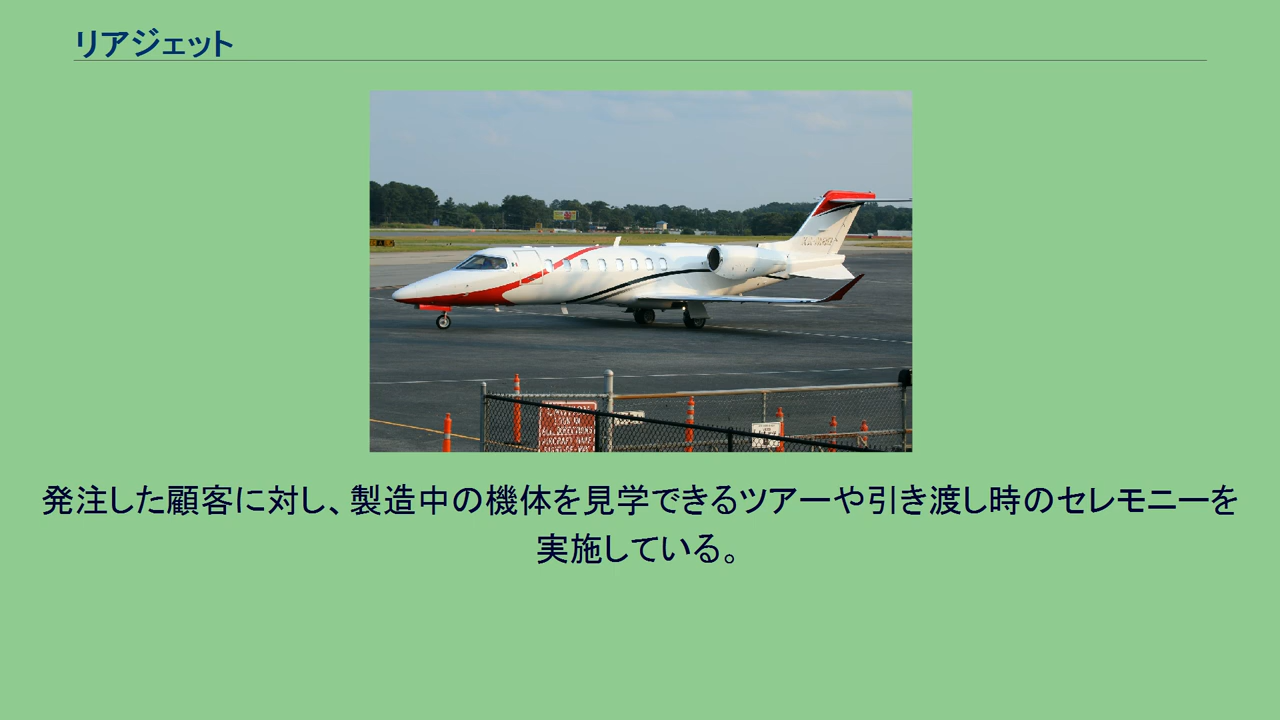 リアジェット
発注した顧客に対し、製造中の機体を見学できるツアーや引き渡し時のセレモニーを
実施している。